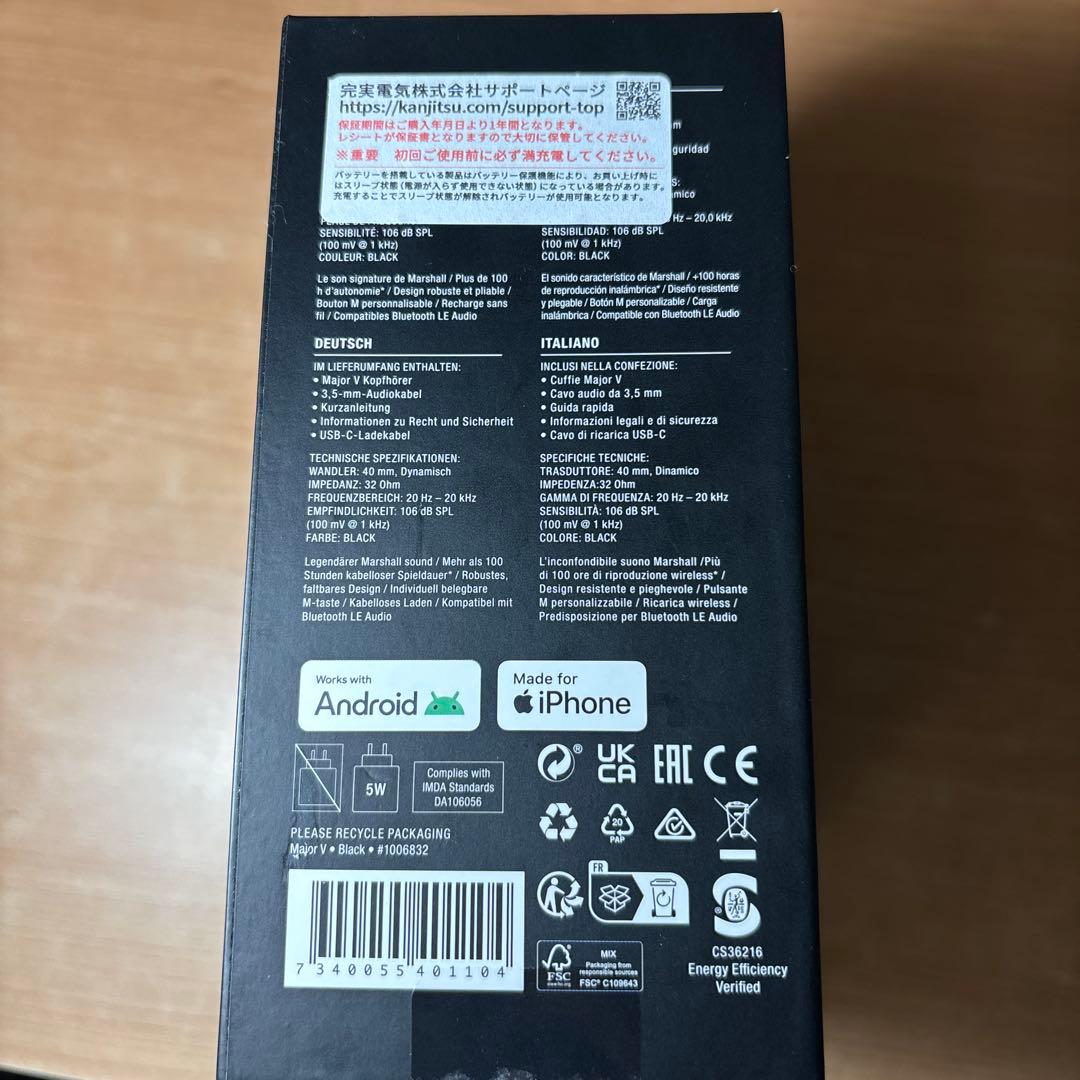 完実電気株式会社サポートページ
https://kanjitsu.com/support-top
保証期間はご購入年月日より1年間となります。
レシートが保証書となりますので大切に保管してください。
※重要 初回ご使用前に必ず満充電してください。
バッテリーを搭載している製品はバッテリー保護機能により、お買い上げ時に
はスリープ状態(電源が入らず使用できない状態)になっている場合があります。
充電することでスリープ状態が解除されバッテリーが使用可能となります。
SENSIBILITÉ: 106 dB SPL
(100 mV @ 1 kHz)
COULEUR: BLACK
Le son signature de Marshall / Plus de 100
h d'autonomie* / Design robuste et pliable /
Bouton M personnalisable / Recharge sans
fil / Compatibles Bluetooth LE Audio
guridad
S:
mico
Hz – 20,0 kHz
SENSIBILIDAD: 106 dB SPL
(100 mV @ 1 kHz)
COLOR: BLACK
El sonido característico de Marshall / +100 horas
de reproducción inalámbrica* / Diseño resistente
y plegable / Botón M personalizable / Carga
inalámbrica / Compatible con Bluetooth LE Audio
DEUTSCH
IM LIEFERUMFANG ENTHALTEN:
• Major V Kopfhörer
• 3,5-mm-Audiokabel
• Kurzanleitung
• Informationen zu Recht und Sicherheit
• USB-C-Ladekabel
TECHNISCHE SPEZIFIKATIONEN:
WANDLER: 40 mm, Dynamisch
IMPEDANZ: 32 Ohm
FREQUENZBEREICH: 20 Hz – 20 kHz
EMPFINDLICHKEIT: 106 dB SPL
(100 mV @ 1 kHz)
FARBE: BLACK
Legendärer Marshall sound / Mehr als 100
Stunden kabelloser Spieldauer* / Robustes,
faltbares Design / Individuell belegbare
M-taste / Kabelloses Laden / Kompatibel mit
Bluetooth LE Audio
ITALIANO
INCLUSI NELLA CONFEZIONE:
• Cuffie Major V
• Cavo audio da 3,5 mm
• Guida rapida
• Informazioni legali e di sicurezza
• Cavo di ricarica USB-C
SPECIFICHE TECNICHE:
TRASDUTTORE: 40 mm, Dinamico
IMPEDENZA:32 Ohm
GAMMA DI FREQUENZA: 20 Hz – 20 kHz
SENSIBILITÀ: 106 dB SPL
(100 mV @ 1 kHz)
COLORE: BLACK
L'inconfondibile suono Marshall /Più
di 100 ore di riproduzione wireless* /
Design resistente e pieghevole / Pulsante
M personalizzabile / Ricarica wireless /
Predisposizione per Bluetooth LE Audio
Works with
Android
Made for
iPhone
5W
Complies with
IMDA Standards
DA106056
UK
CA
EAC
CE
20
PAP
PLEASE RECYCLE PACKAGING
Major V • Black • #1006832
7 340055 401104
FR
FSC
MIX
Packaging from
responsible sources
FSC® C109643
CS36216
Energy Efficiency
Verified